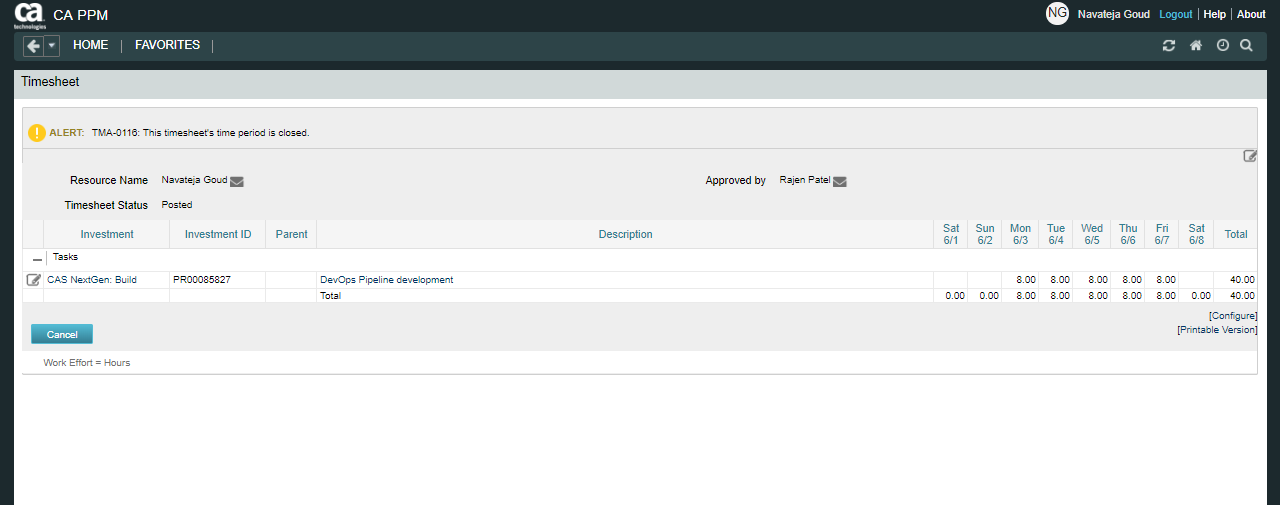 ca technologies CA PPM NG Navateja Goud Logout | Help | About
HOME | FAVORITES |
Timesheet
! ALERT: TMA-0116: This timesheet's time period is closed.
Resource Name Navateja Goud Approved by Rajen Patel
Timesheet Status Posted
Investment Investment ID Parent Description Sat 6/1 Sun 6/2 Mon 6/3 Tue 6/4 Wed 6/5 Thu 6/6 Fri 6/7 Sat 6/8 Total
Tasks
CAS NextGen: Build PR00085827 DevOps Pipeline development 8.00 8.00 8.00 8.00 8.00 40.00
Total 0.00 0.00 8.00 8.00 8.00 8.00 8.00 0.00 40.00
[Configure]
Cancel [Printable Version]
Work Effort = Hours